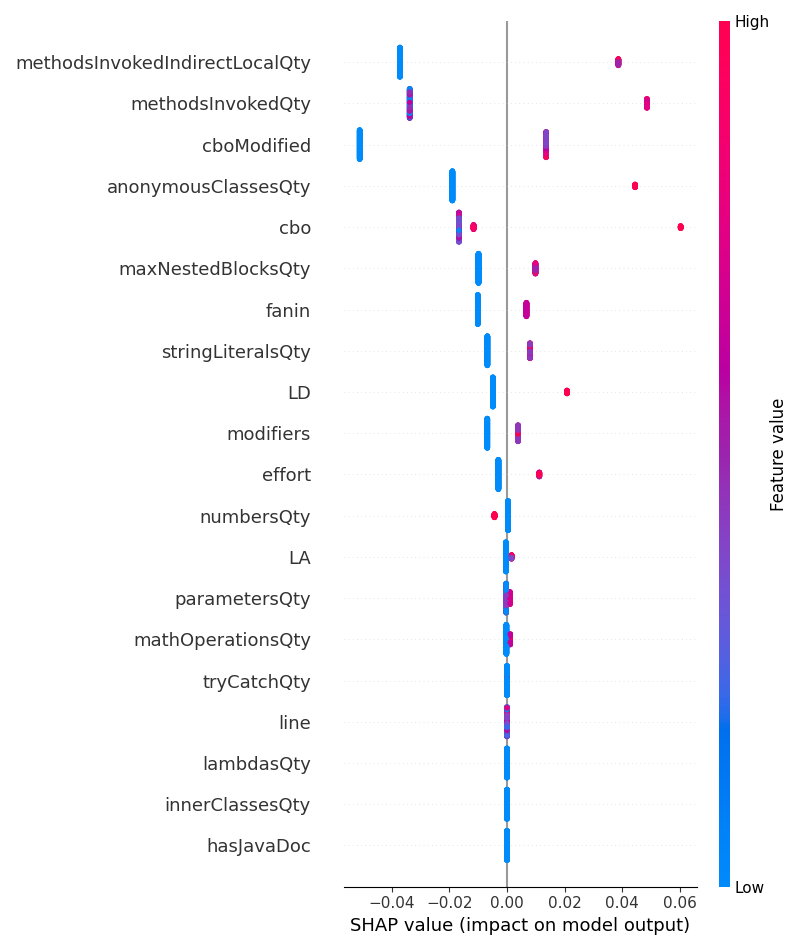 High
methodsInvokedIndirectLocalQty
methodsInvokedQty
cboModified
anonymousClassesQty
cbo
maxNestedBlocksQty
fanin
stringLiteralsQty
LD
modifiers
effort
numbersQty
LA
parametersQty
mathOperationsQty
tryCatchQty
line
lambdasQty
innerClassesQty
hasJavaDoc
Feature value
Low
−0.04 −0.02 0.00 0.02 0.04 0.06
SHAP value (impact on model output)